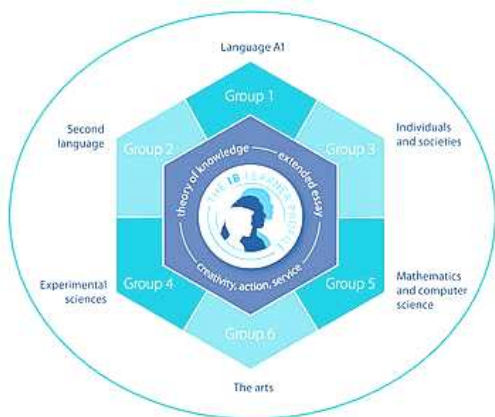 Language A1
Group 1
Second
language
Group 2
Individuals
and societies
Group 3
theory of knowledge
extended essay
THE IB LEARNER PROFILE
creativity, action, service
Experimental
sciences
Group 4
Mathematics
and computer
science
Group 5
Group 6
The arts